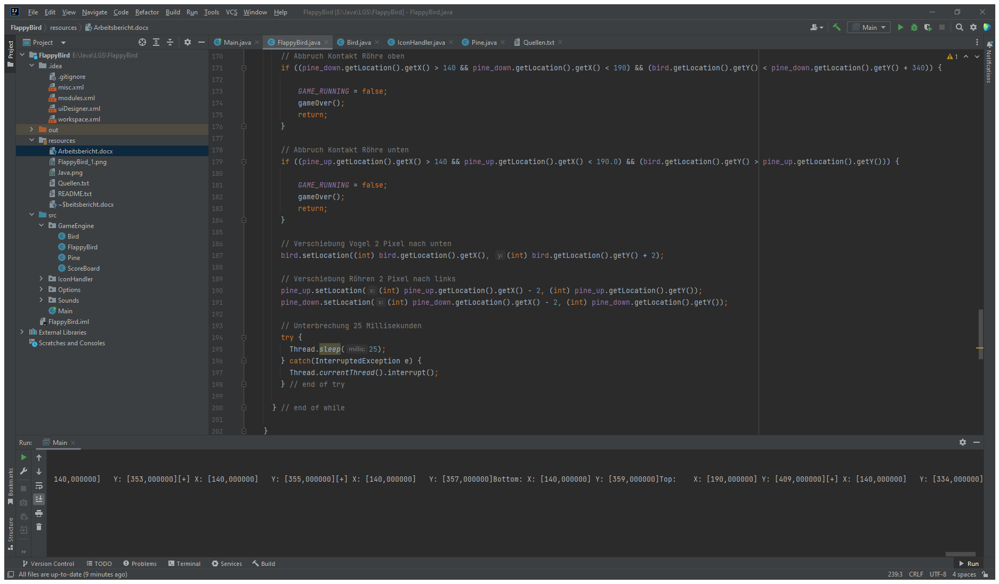 File Edit View Navigate Code Refactor Build Run Tools VCS Window Help FlappyBird [E:\Java\LGS\FlappyBird] - FlappyBird.java
FlappyBird resources Arbeitsbericht.docx
Main
Project
Main.java FlappyBird.java Bird.java IconHandler.java Pine.java Quellen.txt
Project
Notifications
FlappyBird E:\Java\LGS\FlappyBird
.idea
.gitignore
misc.xml
modules.xml
uiDesigner.xml
workspace.xml
out
resources
Arbeitsbericht.docx
FlappyBird_1.png
Java.png
Quellen.txt
README.txt
~$beitsbericht.docx
src
GameEngine
Bird
FlappyBird
Pine
ScoreBoard
IconHandler
Options
Sounds
Main
FlappyBird.iml
External Libraries
Scratches and Consoles
1
170 // Abbruch Kontakt Röhre oben
171 if ((pine_down.getLocation().getX() > 140 && pine_down.getLocation().getX() < 190) && (bird.getLocation().getY() < pine_down.getLocation().getY() + 340)) {
172
173 GAME_RUNNING = false;
174 gameOver();
175 return;
176 }
177
178 // Abbruch Kontakt Röhre unten
179 if ((pine_up.getLocation().getX() > 140 && pine_up.getLocation().getX() < 190.0) && (bird.getLocation().getY() > pine_up.getLocation().getY())) {
180
181 GAME_RUNNING = false;
182 gameOver();
183 return;
184 }
185
186 // Verschiebung Vogel 2 Pixel nach unten
187 bird.setLocation((int) bird.getLocation().getX(), y: (int) bird.getLocation().getY() + 2);
188
189 // Verschiebung Röhren 2 Pixel nach links
190 pine_up.setLocation( x: (int) pine_up.getLocation().getX() - 2, (int) pine_up.getLocation().getY());
191 pine_down.setLocation( x: (int) pine_down.getLocation().getX() - 2, (int) pine_down.getLocation().getY());
192
193 // Unterbrechung 25 Millisekunden
194 try {
195 Thread.sleep( millis: 25);
196 } catch(InterruptedException e) {
197 Thread.currentThread().interrupt();
198 } // end of try
199
200 } // end of while
201
202 }
Run: Main
140,000000] Y: [353,000000][+] X: [140,000000] Y: [355,000000][+] X: [140,000000] Y: [357,000000]Bottom: X: [140,000000] Y: [359,000000]Top: X: [190,000000] Y: [409,000000][+] X: [140,000000] Y: [334,000000]
Bookmarks
Structure
Version Control TODO Problems Terminal Services Build Run
All files are up-to-date (9 minutes ago) 239:3 CRLF UTF-8 4 spaces